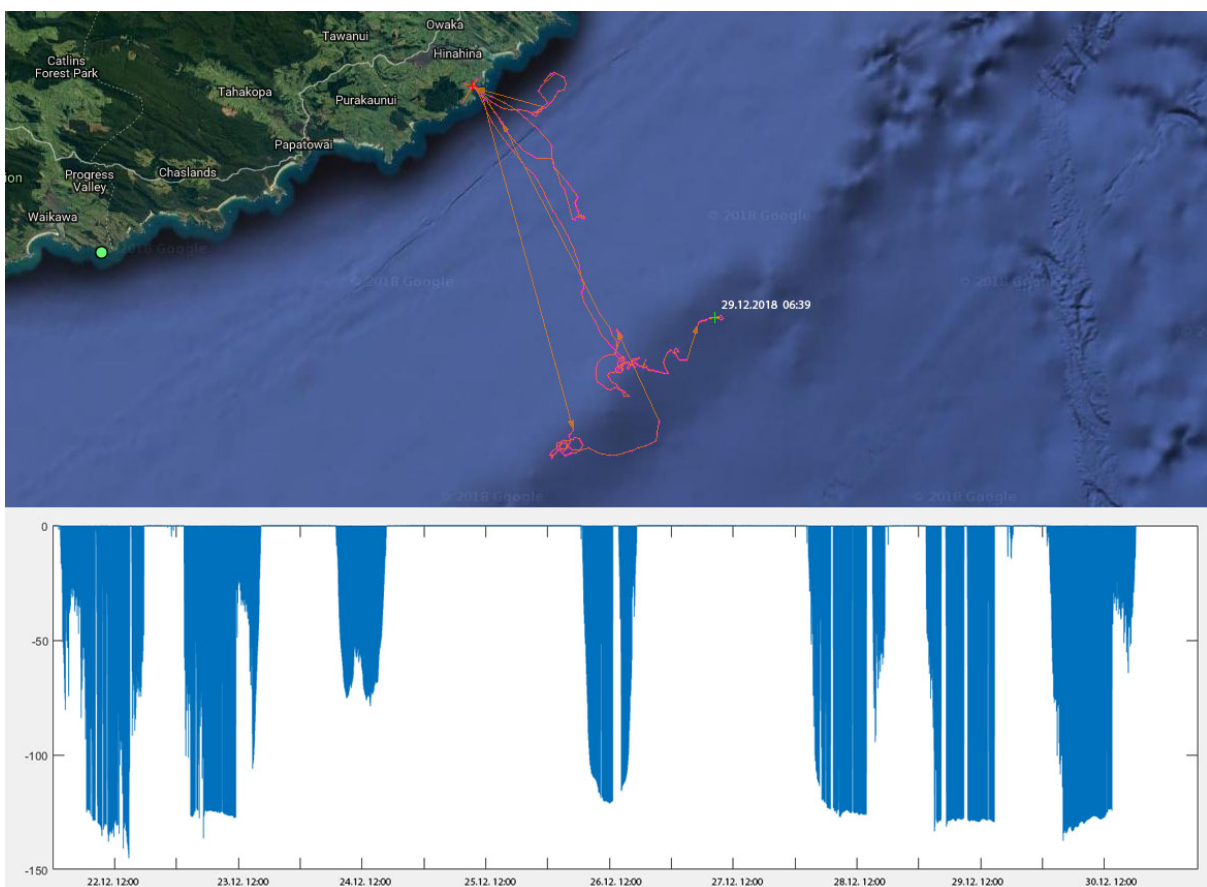 Owaka
Tawanui
Hinahina
Catlins
Forest Park
Tahakopa
Purakaunui
Papatowai
Progress
Valley
Chaslands
ion
Waikawa
© 2018 Google
2018 Google
© 2018 Google
© 2018 Google
29.12.2018 06:39
© 2018 Google
© 2018 Google
0
-50
-100
-150
22.12. 12:00
23.12. 12:00
24.12. 12:00
25.12. 12:00
26.12. 12:00
27.12. 12:00
28.12. 12:00
29.12. 12:00
30.12. 12:00